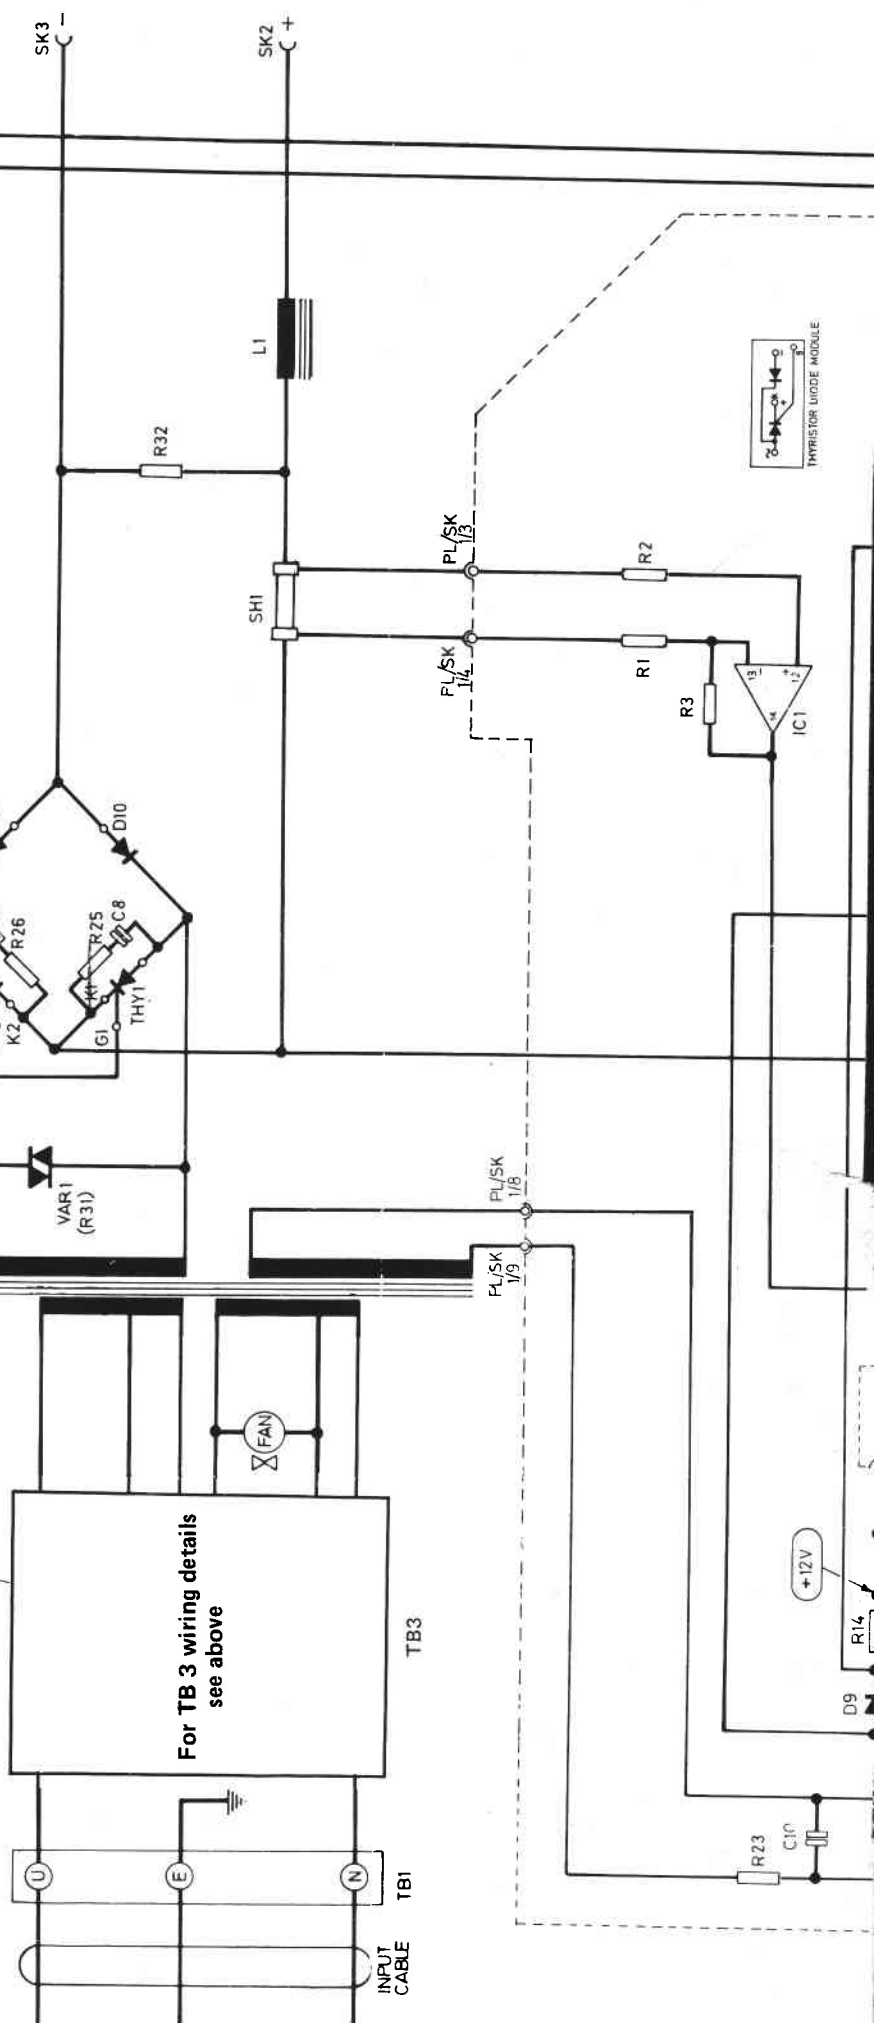 SK3
−
SK2
+
L1
THYRISTOR DIODE MODULE
R32
PL/SK
1/3
R2
SH1
PL/SK
1/4
R1
R3
13
−
+
12
14
IC1
D10
R26
R25
C8
K1
K2
G1
THY1
VAR1
(R31)
PL/SK
1/8
PL/SK
1/9
FAN
For TB 3 wiring details
see above
TB3
+12V
R14
D9
C10
R23
U
E
N
TB1
INPUT
CABLE